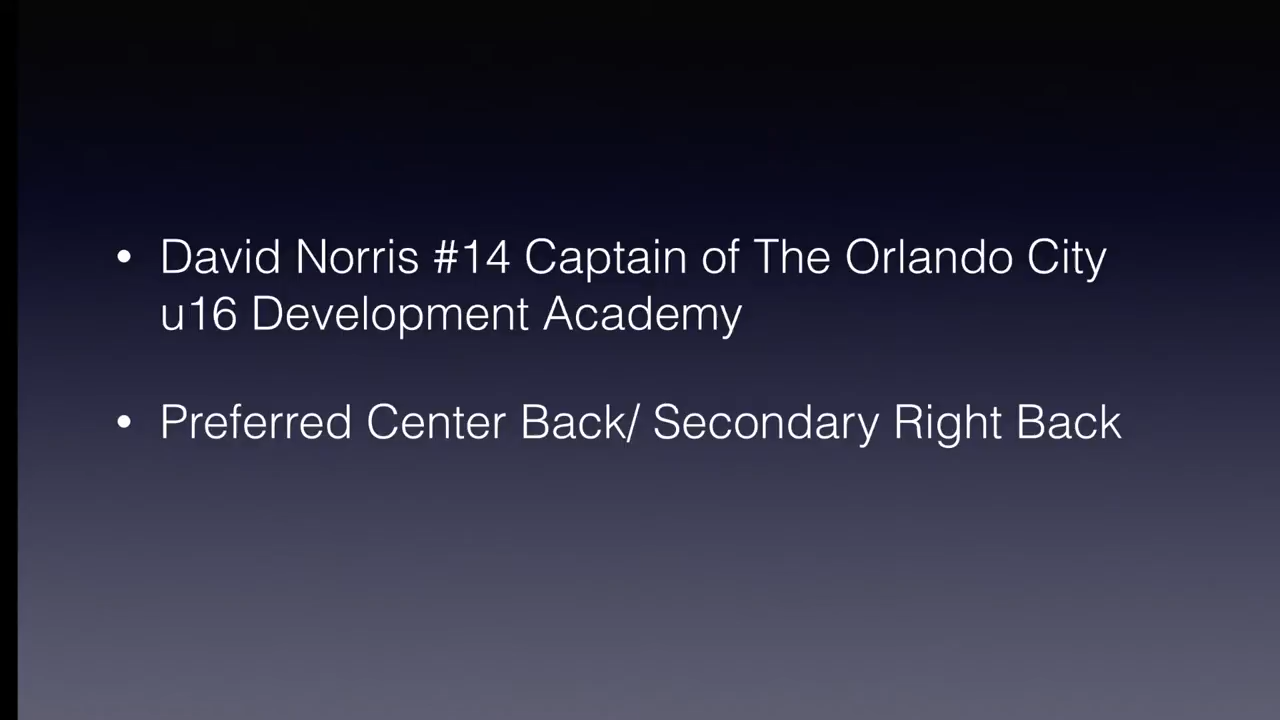 • David Norris #14 Captain of The Orlando City
u16 Development Academy
• Preferred Center Back/ Secondary Right Back